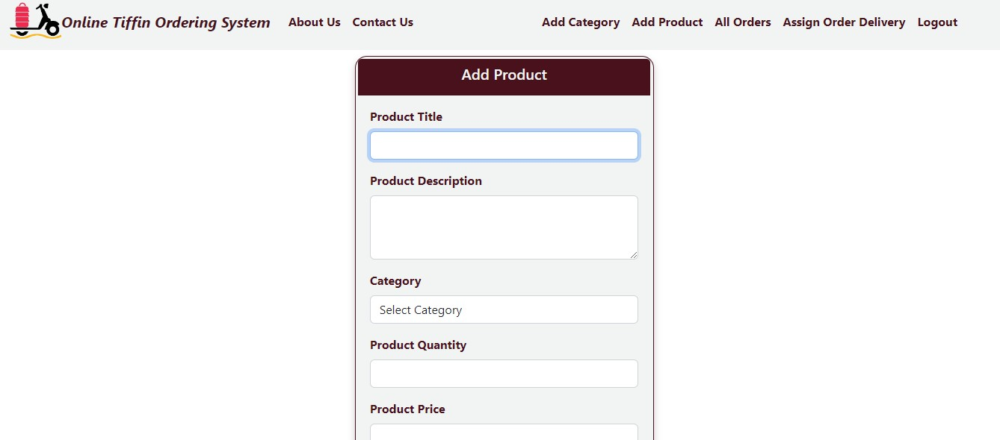 Online Tiffin Ordering System About Us Contact Us Add Category Add Product All Orders Assign Order Delivery Logout
Add Product
Product Title
Product Description
Category
Select Category
Product Quantity
Product Price